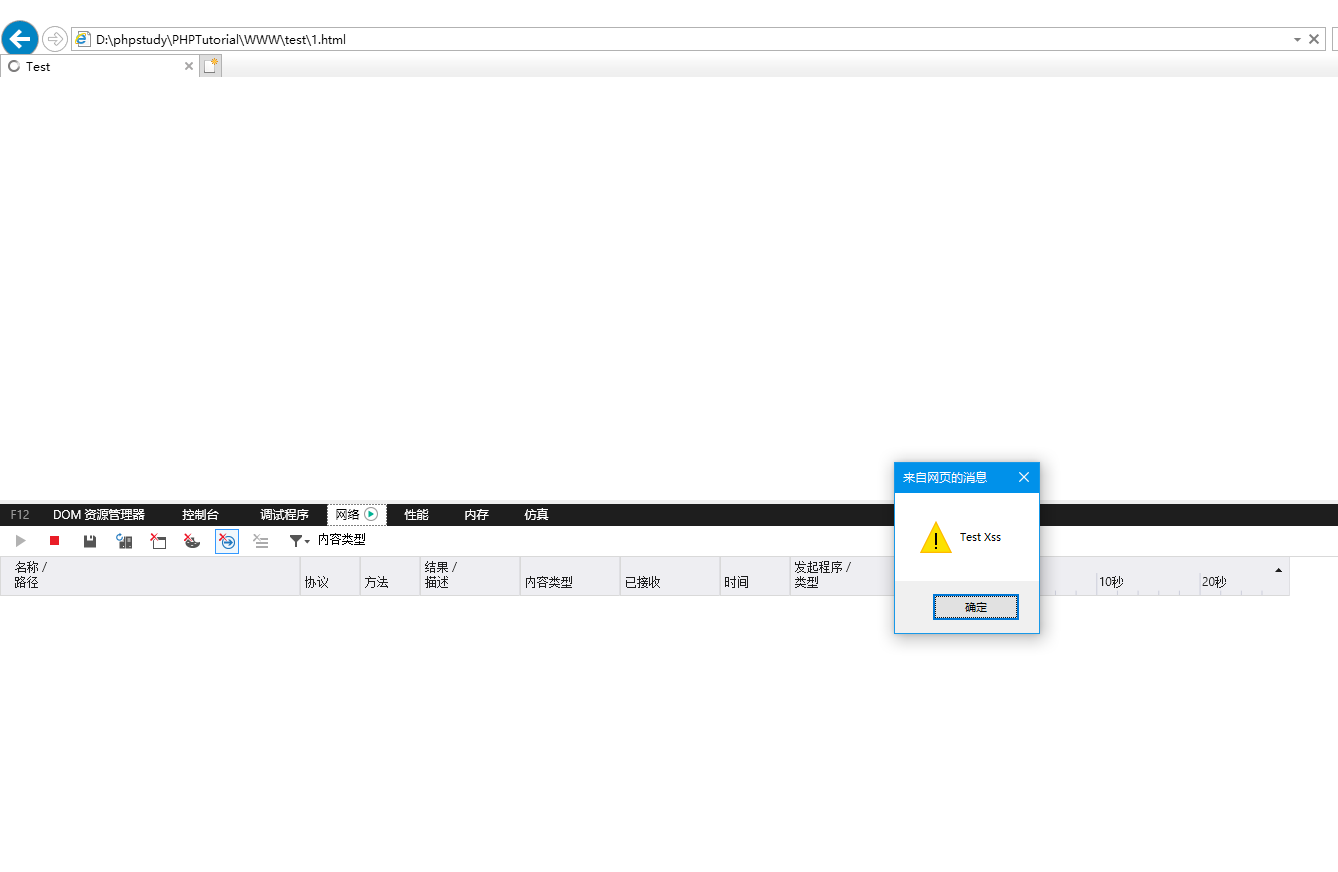 D:\phpstudy\PHPTutorial\WWW\test\1.html
Test
来自网页的消息
Test Xss
确定
F12 DOM 资源管理器 控制台 调试程序 网络 性能 内存 仿真
内容类型
名称 /
路径
协议
方法
结果 /
描述
内容类型
已接收
时间
发起程序 /
类型
10秒
20秒